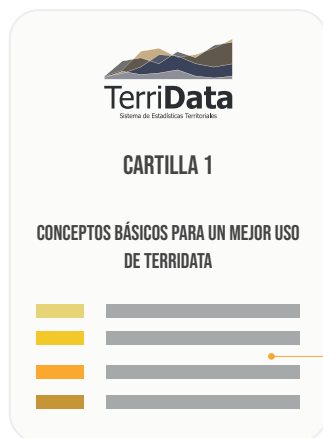 TerriData
Sistema de Estadísticas Territoriales
CARTILLA 1
CONCEPTOS BÁSICOS PARA UN MEJOR USO
DE TERRIDATA